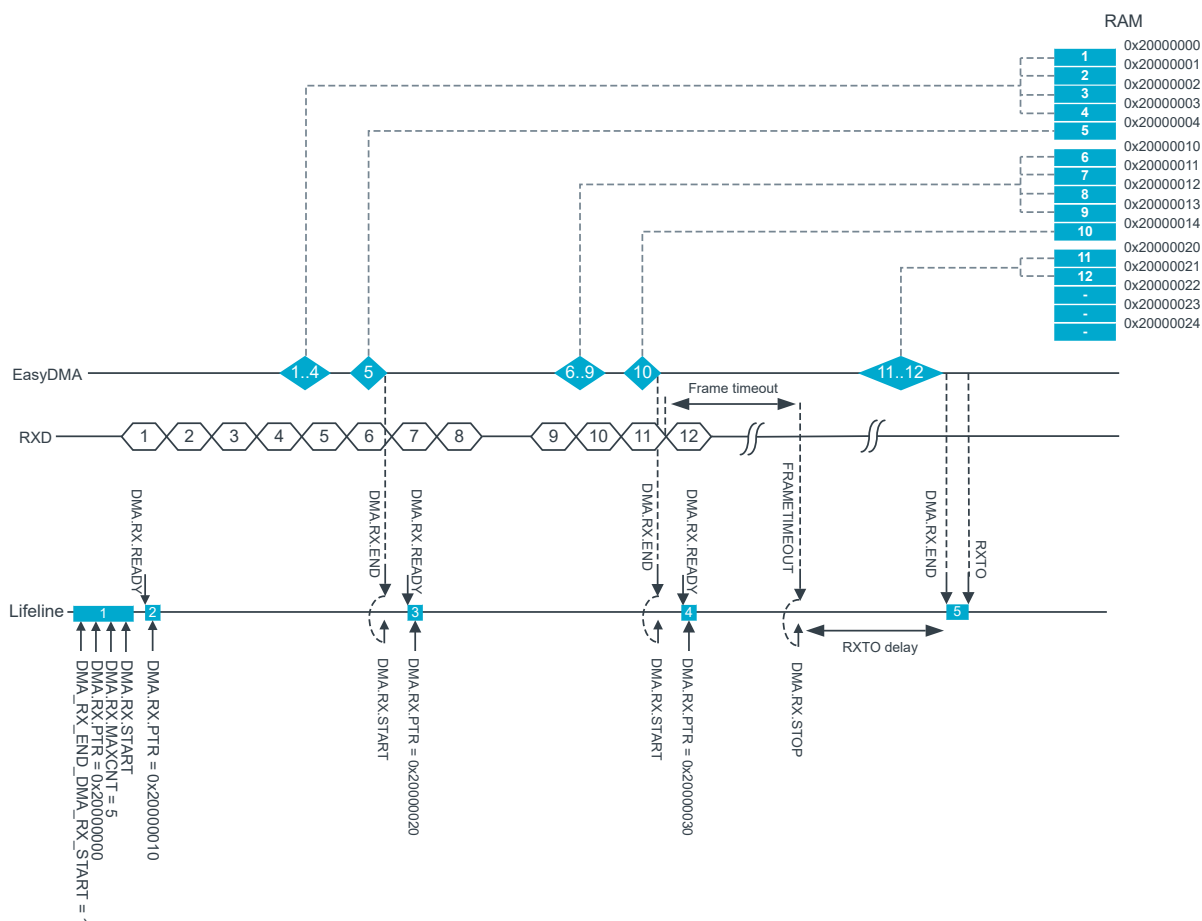 RAM
0x20000000
1
0x20000001
2
0x20000002
3
0x20000003
4
0x20000004
5
0x20000010
6
0x20000011
7
0x20000012
8
0x20000013
9
0x20000014
10
0x20000020
11
0x20000021
12
0x20000022
-
0x20000023
-
0x20000024
-
EasyDMA
1..4
5
6..9
10
11..12
Frame timeout
RXD
1
2
3
4
5
6
7
8
9
10
11
12
DMA.RX.READY
DMA.RX.END
DMA.RX.READY
DMA.RX.END
DMA.RX.READY
FRAMETIMEOUT
DMA.RX.END
RXTO
Lifeline
1
2
3
4
5
RXTO delay
DMA_RX_END_DMA_RX_START =
DMA.RX.PTR = 0x20000000
DMA.RX.MAXCNT = 5
DMA.RX.START
DMA.RX.PTR = 0x20000010
DMA.RX.START
DMA.RX.PTR = 0x20000020
DMA.RX.START
DMA.RX.PTR = 0x20000030
DMA.RX.STOP